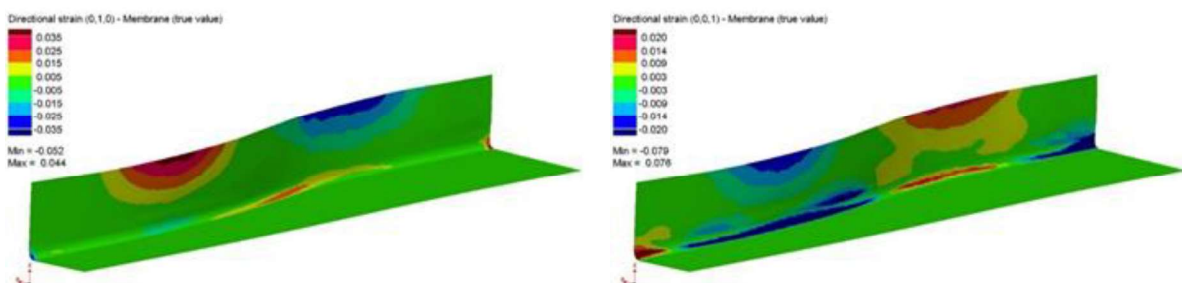 Directional strain (0,1,0) - Membrane (true value)
0.035
0.025
0.015
0.005
-0.005
-0.015
-0.025
-0.035
Min = -0.052
Max = 0.044
Directional strain (0,0,1) - Membrane (true value)
0.020
0.014
0.009
0.003
-0.003
-0.009
-0.014
-0.020
Min = -0.079
Max = 0.076